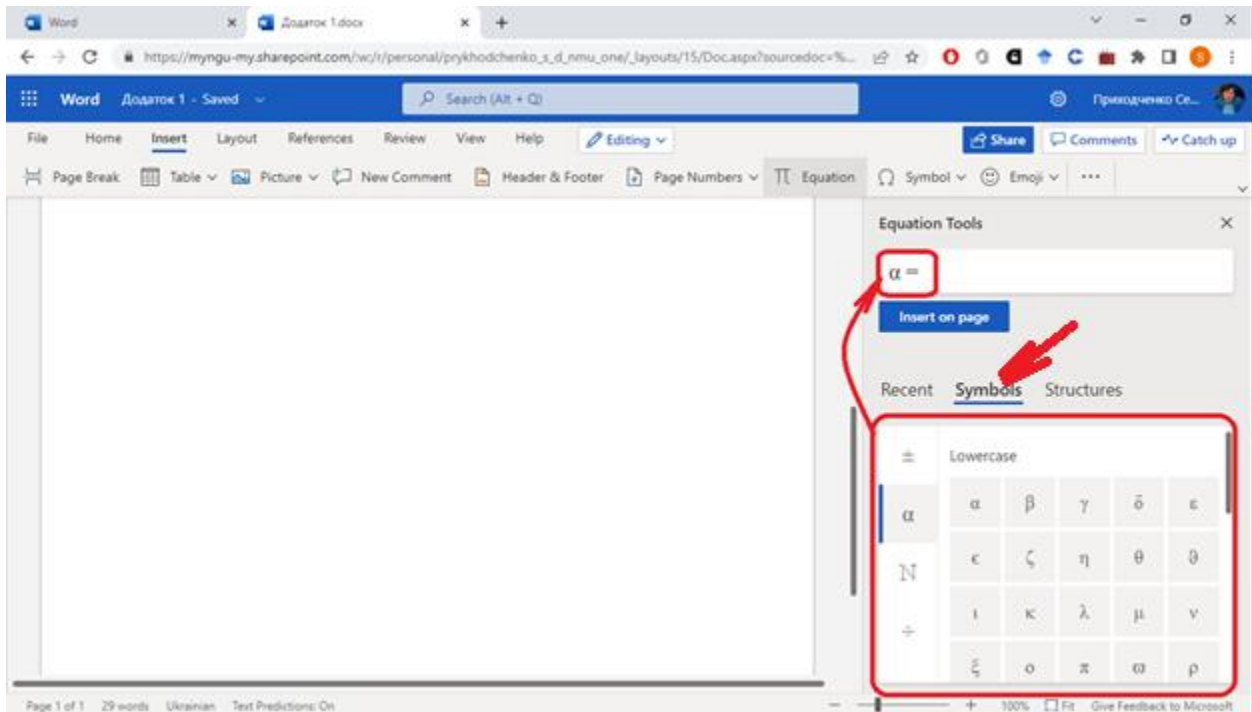 Word Додаток 1.docx
https://myngu-my.sharepoint.com/:w:/r/personal/prykhodchenko_s_d_nmu_one/_layouts/15/Doc.aspx?sourcedoc=%...
Word Додаток 1 - Saved Search (Alt + Q) Приходченко Се...
File Home Insert Layout References Review View Help Editing Share Comments Catch up
Page Break Table Picture New Comment Header & Footer Page Numbers Equation Symbol Emoji ...
Equation Tools
α =
Insert on page
Recent Symbols Structures
± Lowercase
α α β γ δ ε
ℕ ϵ ζ η θ ϑ
÷ ι κ λ μ ν
ξ ο π ϖ ρ
Page 1 of 1 29 words Ukrainian Text Predictions: On 100% Fit Give Feedback to Microsoft